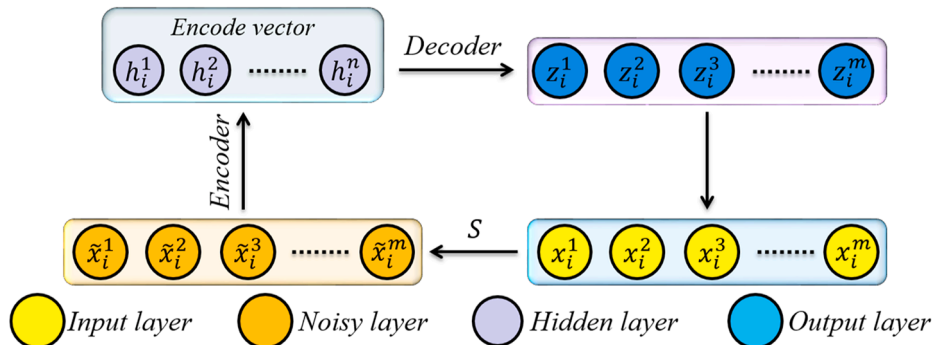 Encode vector
h_i^1 h_i^2 ........ h_i^n
Decoder
z_i^1 z_i^2 z_i^3 ........ z_i^m
Encoder
x̃_i^1 x̃_i^2 x̃_i^3 ........ x̃_i^m
S
x_i^1 x_i^2 x_i^3 ........ x_i^m
Input layer
Noisy layer
Hidden layer
Output layer